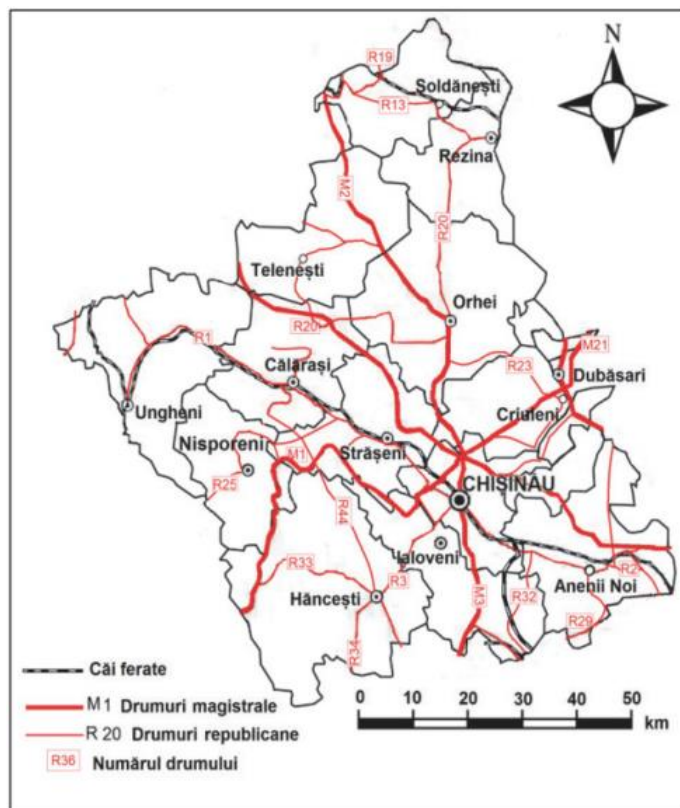 N
R19
Șoldănești
R13
Rezina
M2
R20
Telenești
Orhei
R20
R1
M21
R23
Dubăsari
Călărași
Criuleni
Ungheni
Nisporeni
Strășeni
M1
CHIȘINĂU
R25
R44
Ialoveni
R33
R3
R2
M3
R32
Anenii Noi
Hâncești
R29
R34
Căi ferate
M1 Drumuri magistrale
R 20 Drumuri republicane
R36 Numărul drumului
0 10 20 30 40 50
km